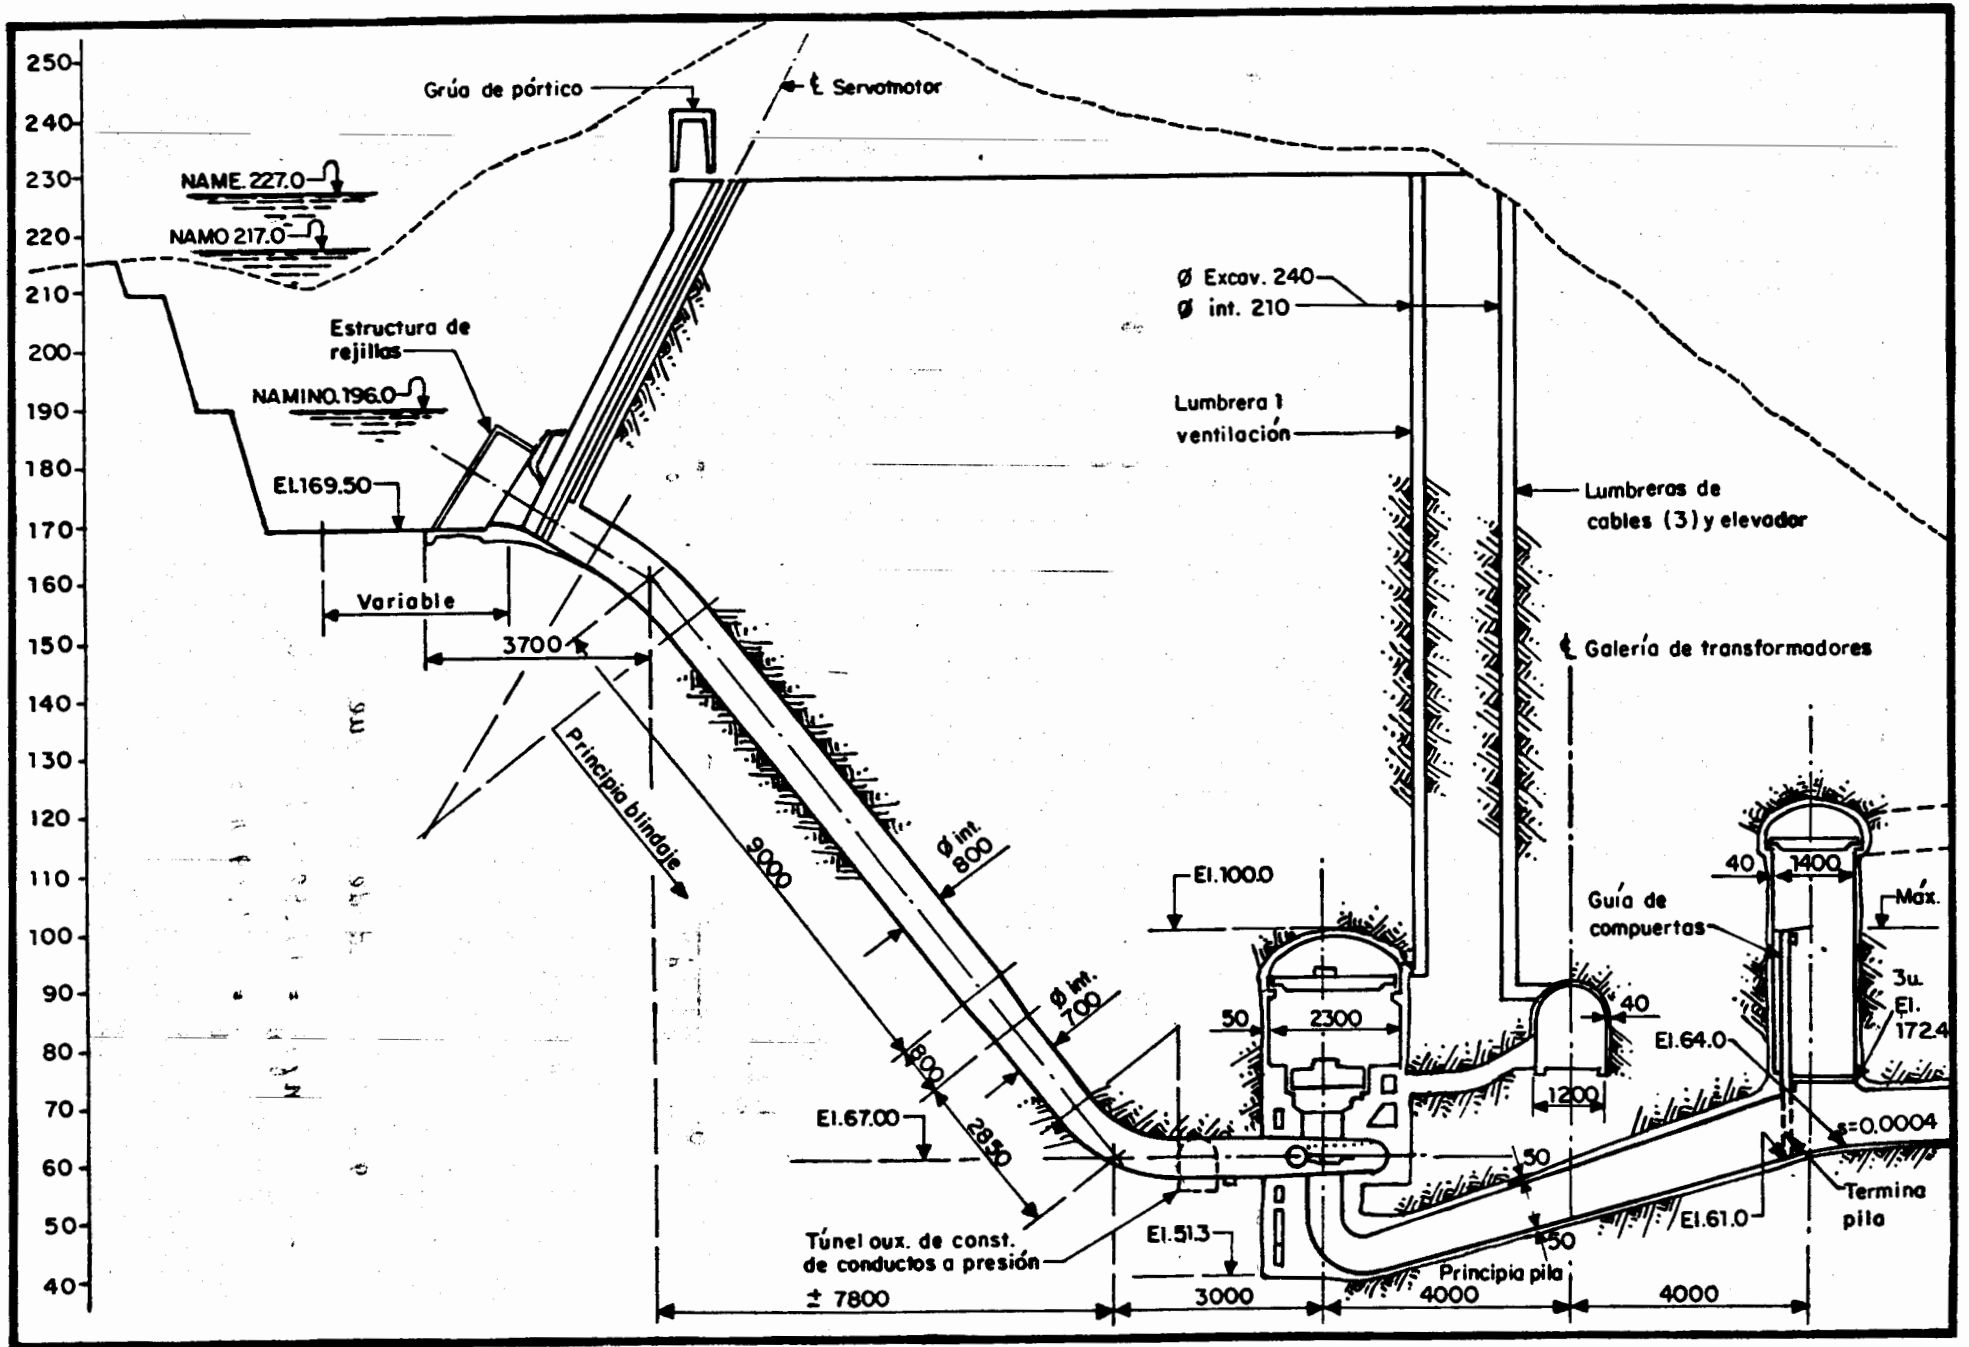 250
240
230
220
210
200
190
180
170
160
150
140
130
120
110
100
90
80
70
60
50
40
Grúa de pórtico
℄ Servotmotor
NAME.227.0
NAMO 217.0
Estructura de
rejillas
NAMINO.196.0
El.169.50
Variable
3700
Principia blindaje
9000
Ø int.
800
Ø int.
700
800
2850
Ø Excav. 240
Ø int. 210
Lumbrera 1
ventilación
Lumbreras de
cables (3) y elevador
℄ Galería de transformadores
El.100.0
50
2300
40
1200
40
1400
Guía de
compuertas
Máx.
3u.
El.
172.4
El.64.0
s=0.0004
El.67.00
Túnel aux. de const.
de conductos a presión
El.51.3
50
50
Principia pila
El.61.0
Termina
pila
± 7800
3000
4000
4000